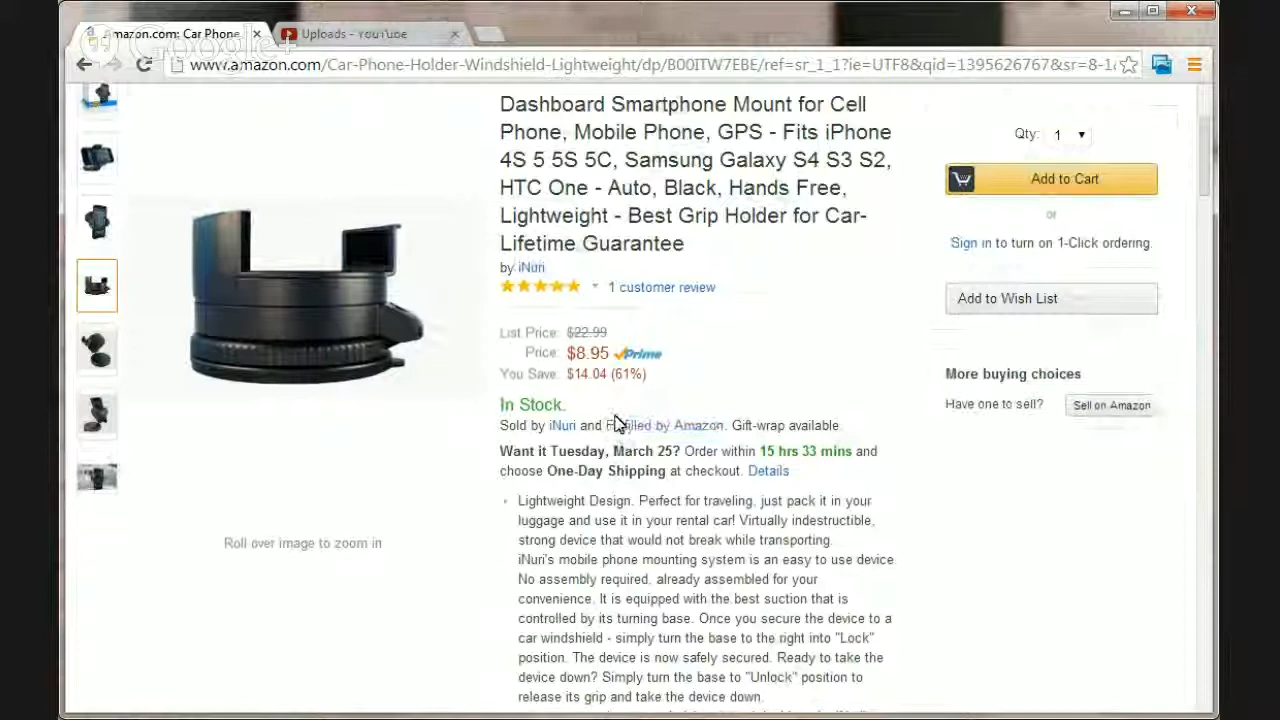 Amazon.com: Car Phone
Uploads - YouTube
Google+
www.amazon.com/Car-Phone-Holder-Windshield-Lightweight/dp/B00ITW7EBE/ref=sr_1_1?ie=UTF8&qid=1395626767&sr=8-1
Dashboard Smartphone Mount for Cell
Phone, Mobile Phone, GPS - Fits iPhone
4S 5 5S 5C, Samsung Galaxy S4 S3 S2,
HTC One - Auto, Black, Hands Free,
Lightweight - Best Grip Holder for Car-
Lifetime Guarantee
by iNuri
1 customer review
List Price: $22.99
Price: $8.95 Prime
You Save: $14.04 (61%)
In Stock.
Sold by iNuri and Fulfilled by Amazon. Gift-wrap available.
Want it Tuesday, March 25? Order within 15 hrs 33 mins and
choose One-Day Shipping at checkout. Details
Lightweight Design. Perfect for traveling, just pack it in your
luggage and use it in your rental car! Virtually indestructible,
strong device that would not break while transporting.
iNuri's mobile phone mounting system is an easy to use device
No assembly required, already assembled for your
convenience. It is equipped with the best suction that is
controlled by its turning base. Once you secure the device to a
car windshield - simply turn the base to the right into "Lock"
position. The device is now safely secured. Ready to take the
device down? Simply turn the base to "Unlock" position to
release its grip and take the device down.
Roll over image to zoom in
Qty: 1
Add to Cart
or
Sign in to turn on 1-Click ordering.
Add to Wish List
More buying choices
Have one to sell? Sell on Amazon